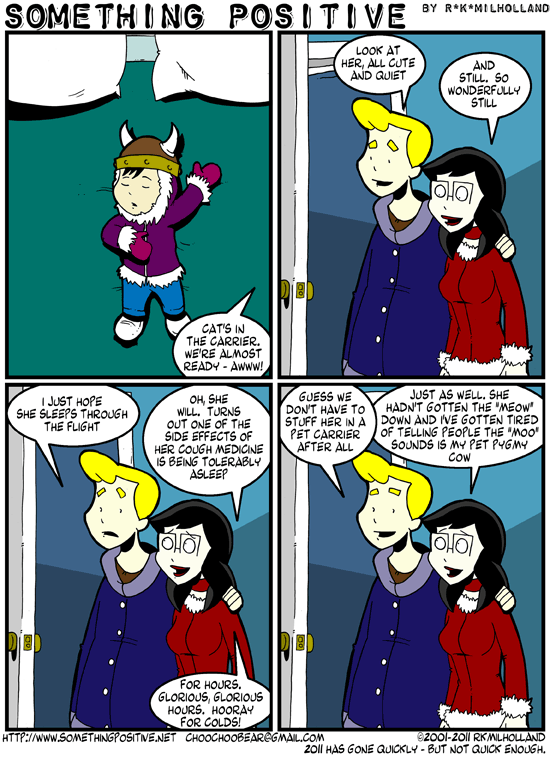 SOMETHING POSITIVE BY R*K*MILHOLLAND
CAT'S IN
THE CARRIER.
WE'RE ALMOST
READY - AWWW!
LOOK AT
HER, ALL CUTE
AND QUIET
AND
STILL. SO
WONDERFULLY
STILL
I JUST HOPE
SHE SLEEPS THROUGH
THE FLIGHT
OH, SHE
WILL. TURNS
OUT ONE OF THE
SIDE EFFECTS OF
HER COUGH MEDICINE
IS BEING TOLERABLY
ASLEEP
FOR HOURS.
GLORIOUS, GLORIOUS
HOURS. HOORAY
FOR COLDS!
GUESS WE
DON'T HAVE TO
STUFF HER IN A
PET CARRIER
AFTER ALL
JUST AS WELL. SHE
HADN'T GOTTEN THE "MEOW"
DOWN AND I'VE GOTTEN TIRED
OF TELLING PEOPLE THE "MOO"
SOUNDS IS MY PET PYGMY
COW
HTTP://WWW.SOMETHINGPOSITIVE.NET CHOOCHOOBEAR@GMAIL.COM ©2001-2011 RKMILHOLLAND
2011 HAS GONE QUICKLY - BUT NOT QUICK ENOUGH.